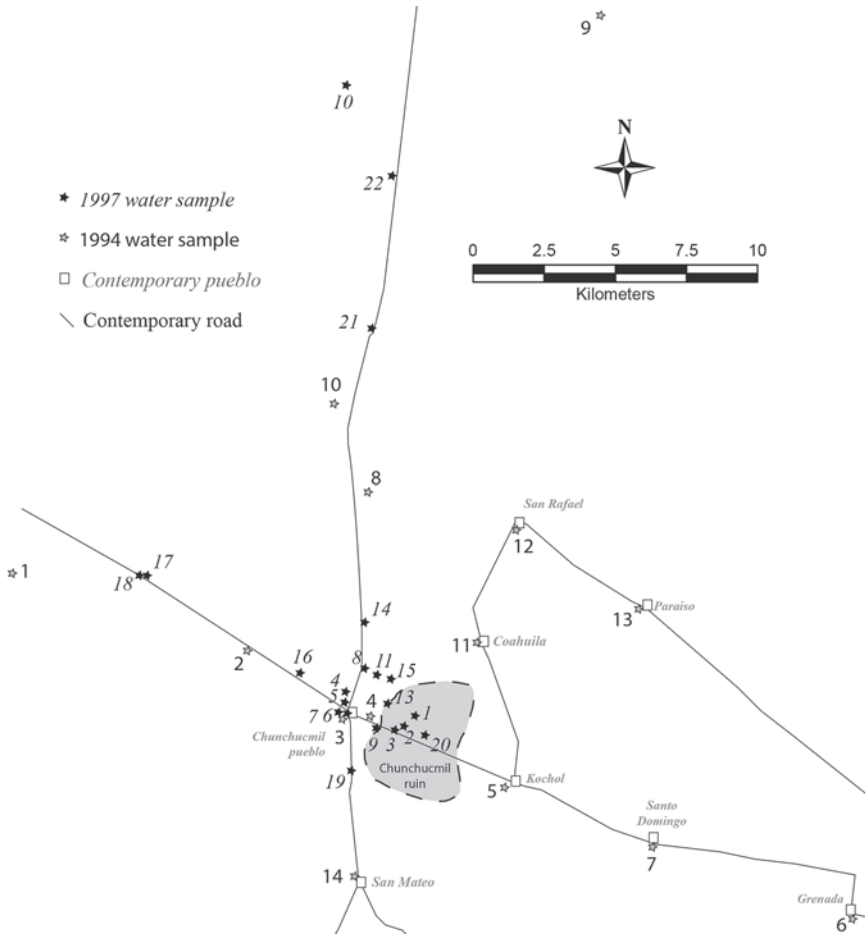 9
10
N
22
1997 water sample
1994 water sample
Contemporary pueblo
Contemporary road
0 2.5 5 7.5 10
Kilometers
21
10
8
San Rafael
12
1
18 17
13 Paraiso
14
2
16
8 11 15
11 Coahuila
4
5
13
4
1
7 6
3
9 3 2 20
Chunchucmil
pueblo
Chunchucmil
ruin
19
5 Kochol
Santo
Domingo
7
14 San Mateo
Grenada
6